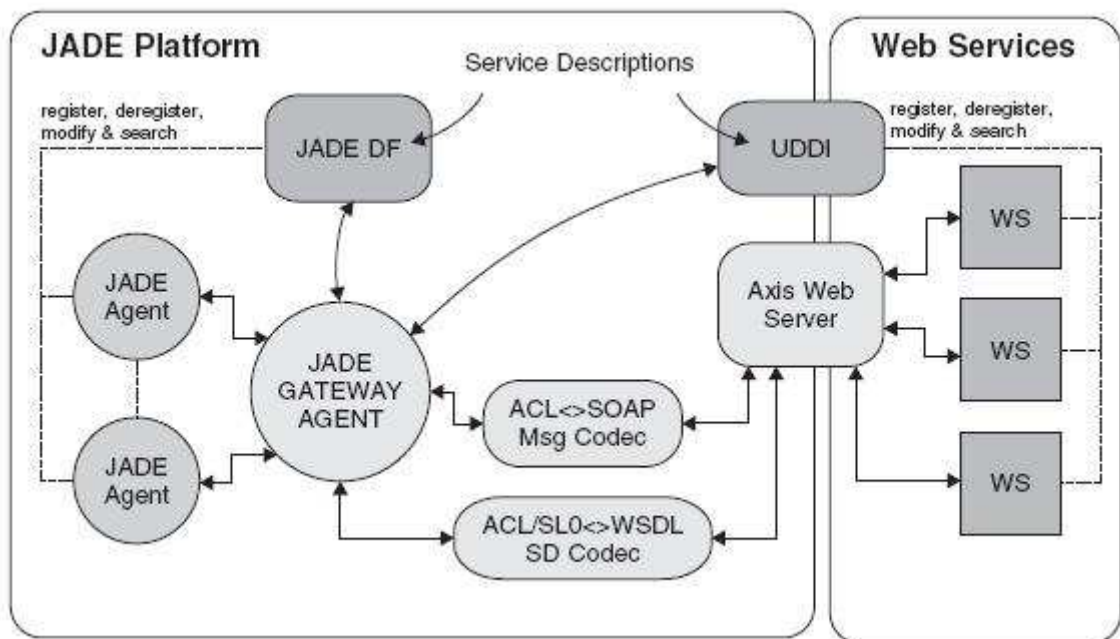 JADE Platform
Web Services
Service Descriptions
register, deregister,
modify & search
JADE DF
UDDI
register, deregister,
modify & search
WS
JADE
Agent
Axis Web
Server
JADE
GATEWAY
AGENT
WS
ACL<>SOAP
Msg Codec
JADE
Agent
WS
ACL/SL0<>WSDL
SD Codec